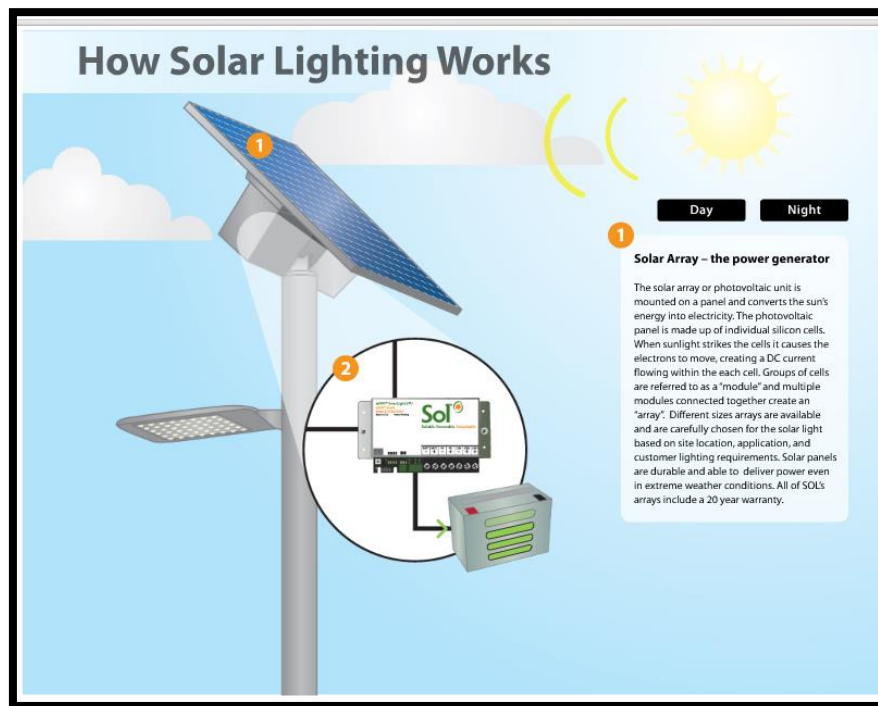 How Solar Lighting Works
1
Day
Night
1
Solar Array – the power generator
The solar array or photovoltaic unit is
mounted on a panel and converts the sun's
energy into electricity. The photovoltaic
panel is made up of individual silicon cells.
When sunlight strikes the cells it causes the
electrons to move, creating a DC current
flowing within the each cell. Groups of cells
are referred to as a "module" and multiple
modules connected together create an
"array". Different sizes arrays are available
and are carefully chosen for the solar light
based on site location, application, and
customer lighting requirements. Solar panels
are durable and able to deliver power even
in extreme weather conditions. All of SOL's
arrays include a 20 year warranty.
2
Sol